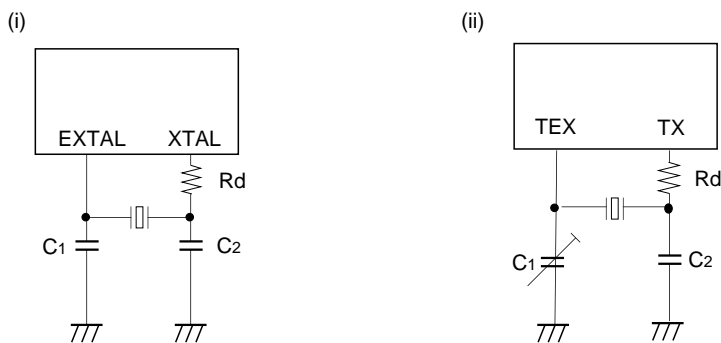 (i) (ii)
EXTAL XTAL TEX TX
Rd Rd
C1 C2 C1 C2